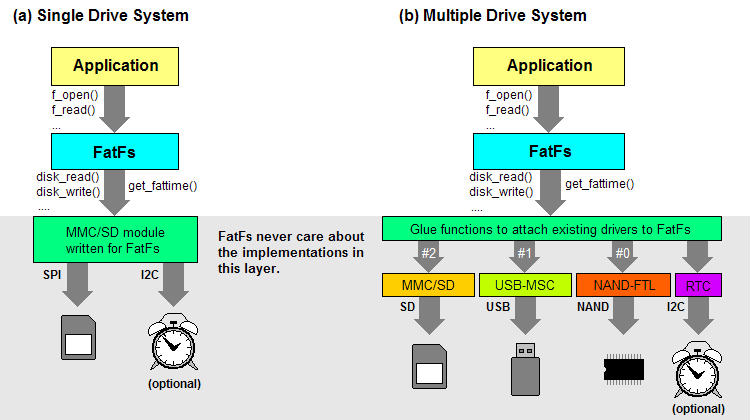 (a) Single Drive System
Application
f_open()
f_read()
...
FatFs
disk_read()
disk_write()
....
get_fattime()
MMC/SD module
written for FatFs
SPI
I2C
(optional)
FatFs never care about
the implementations in
this layer.
(b) Multiple Drive System
Application
f_open()
f_read()
...
FatFs
disk_read()
disk_write()
....
get_fattime()
Glue functions to attach existing drivers to FatFs
#2
#1
#0
MMC/SD
USB-MSC
NAND-FTL
RTC
SD
USB
NAND
I2C
(optional)